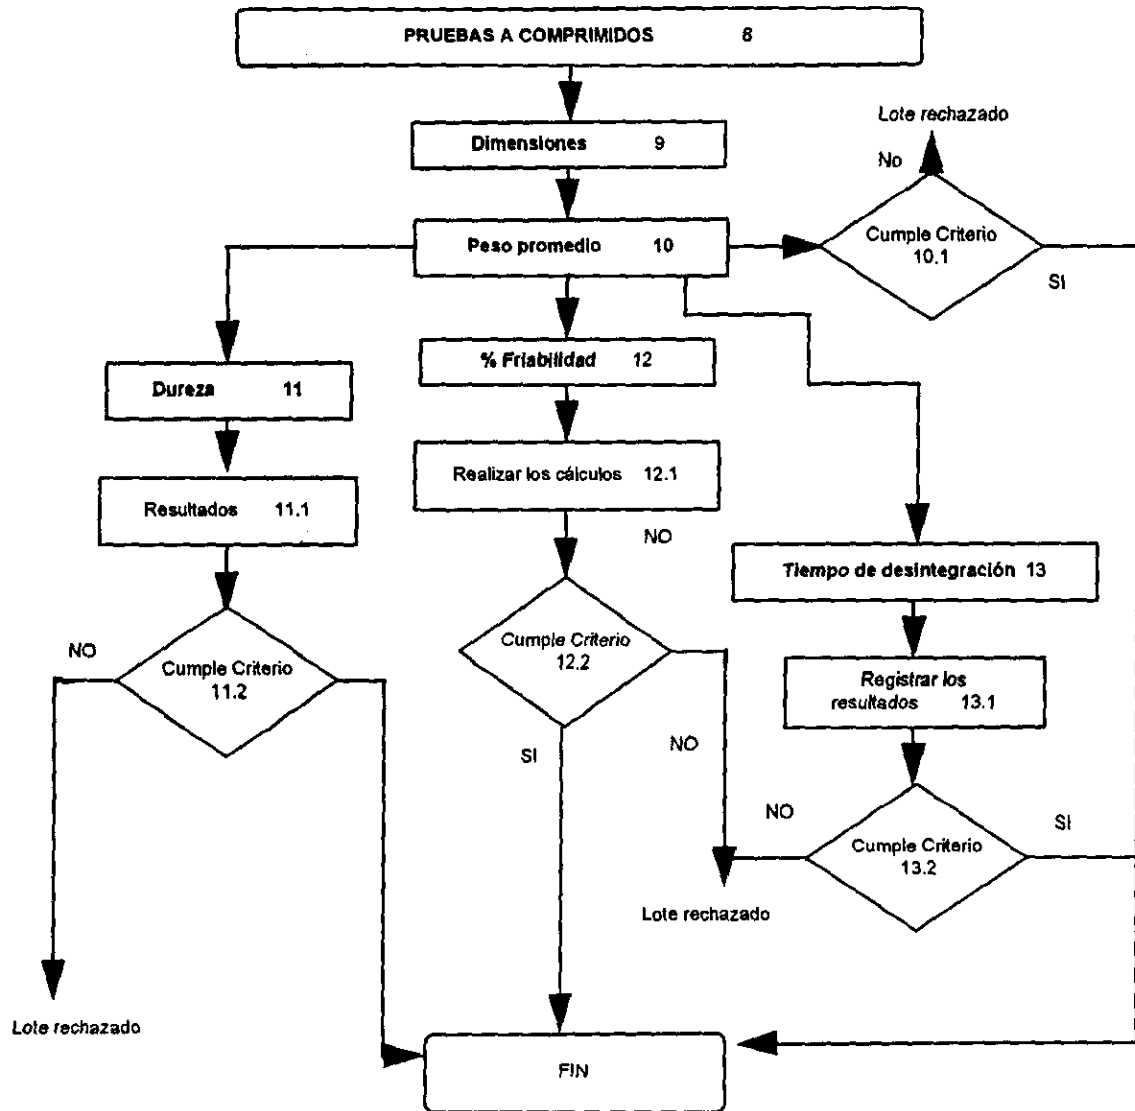 PRUEBAS A COMPRIMIDOS 8
Dimensiones 9
Lote rechazado
No
Cumple Criterio
10.1
SI
Peso promedio 10
% Friabilidad 12
Dureza 11
Realizar los cálculos 12.1
Resultados 11.1
NO
Tiempo de desintegración 13
Cumple Criterio
12.2
NO
Cumple Criterio
11.2
Registrar los
resultados 13.1
SI
NO
NO
SI
Cumple Criterio
13.2
Lote rechazado
Lote rechazado
FIN